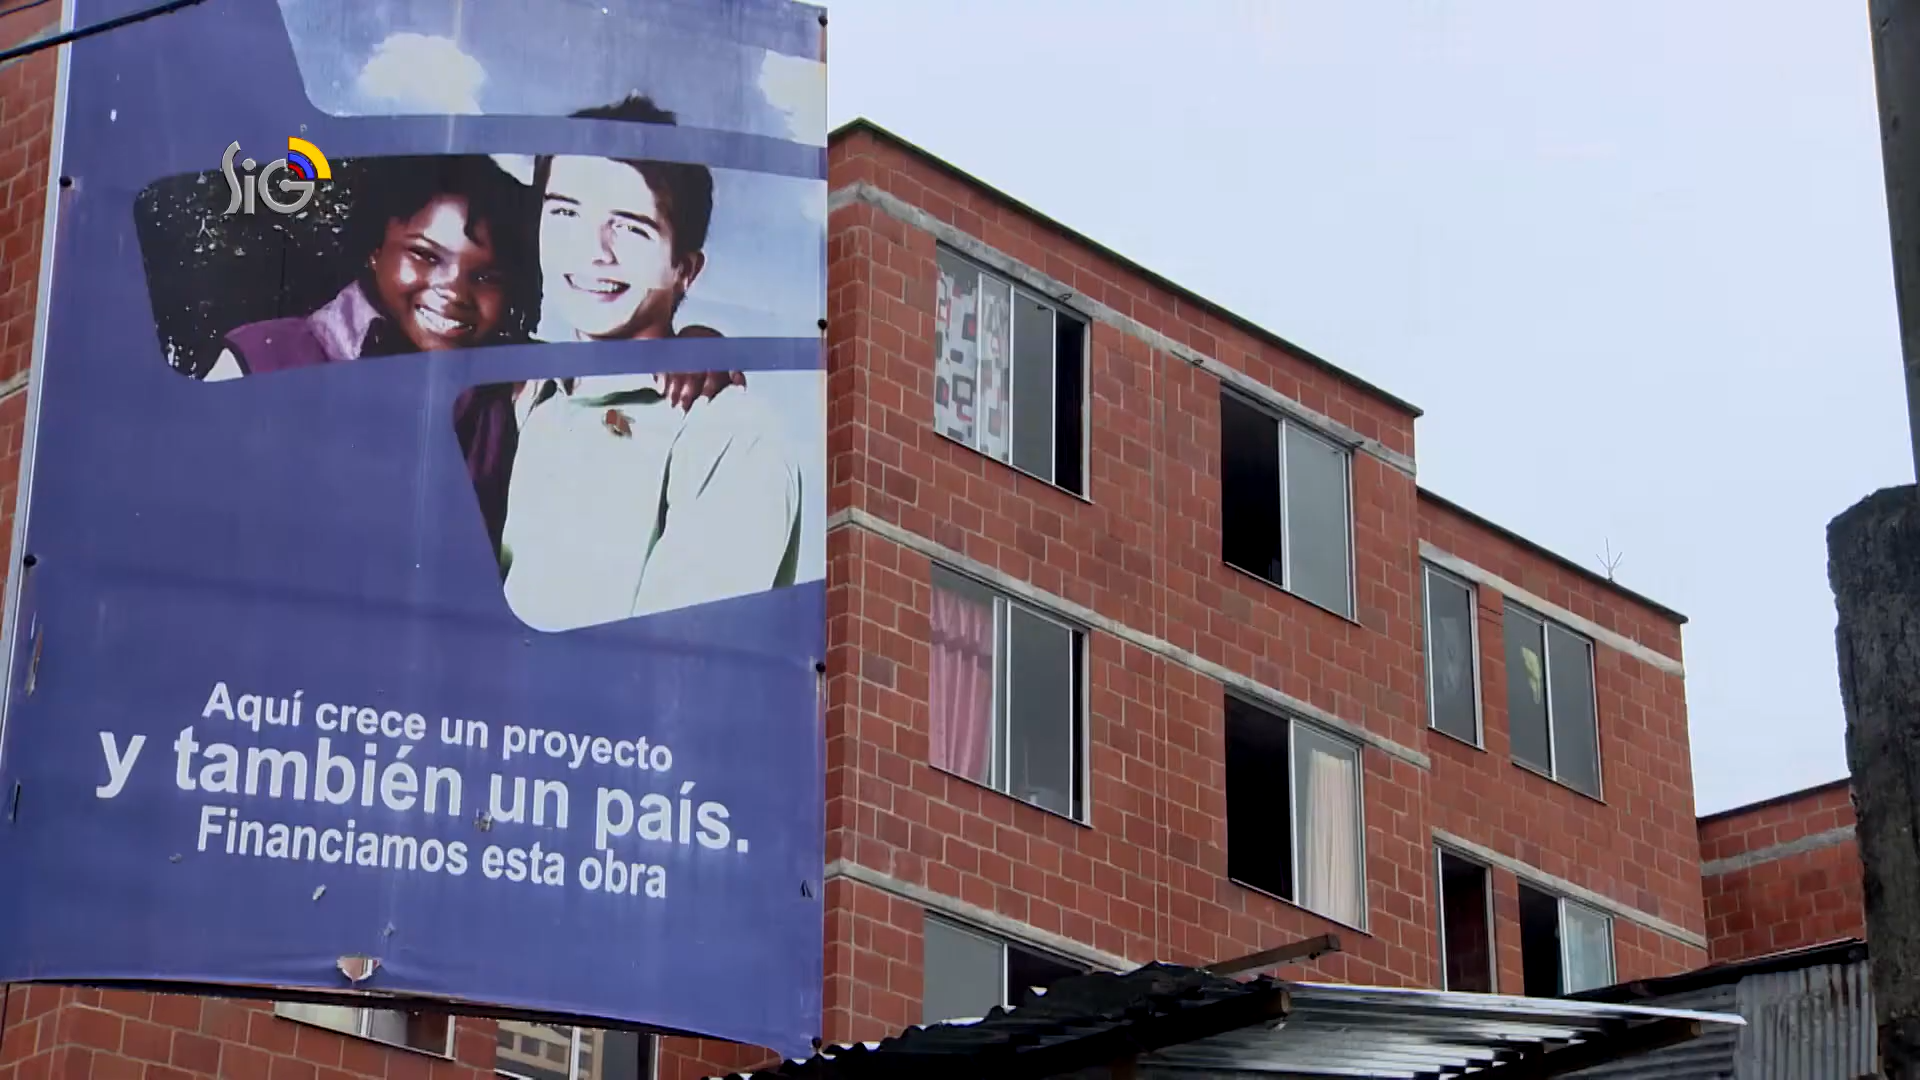 SiG
Aquí crece un proyecto
y también un país.
Financiamos esta obra